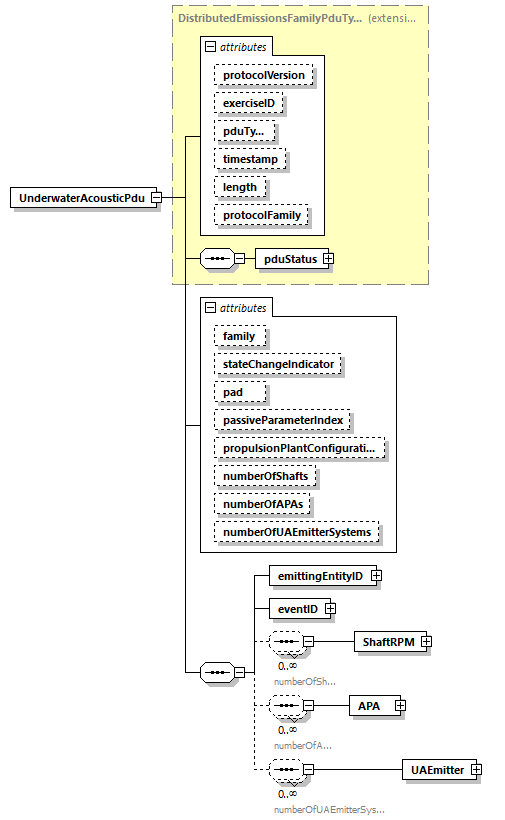 DistributedEmissionsFamilyPduTy... (extensi...
attributes
protocolVersion
exerciseID
pduTy...
timestamp
length
protocolFamily
UnderwaterAcousticPdu
pduStatus
attributes
family
stateChangeIndicator
pad
passiveParameterIndex
propulsionPlantConfigurati...
numberOfShafts
numberOfAPAs
numberOfUAEmitterSystems
emittingEntityID
eventID
ShaftRPM
0..∞
numberOfSh...
APA
0..∞
numberOfA...
UAEmitter
0..∞
numberOfUAEmitterSys...